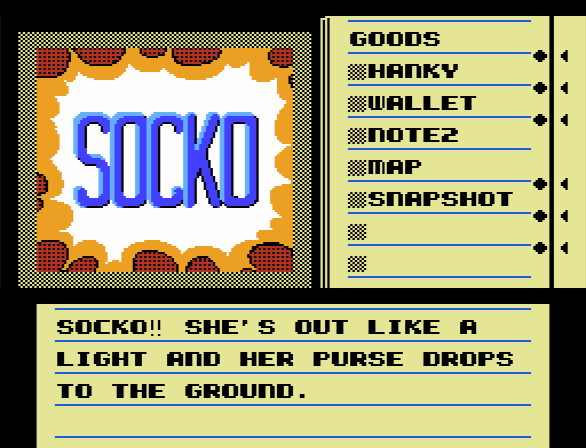 SOCKO
GOODS
HANKY
WALLET
NOTE2
MAP
SNAPSHOT
SOCKO!! SHE'S OUT LIKE A
LIGHT AND HER PURSE DROPS
TO THE GROUND.